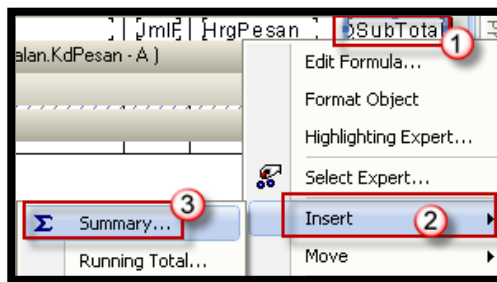 JmlF HrgPesan SubTotal 1
alan.KdPesan - A )
Edit Formula...
Format Object
Highlighting Expert...
Select Expert...
Insert 2
3 Σ Summary...
Running Total...
Move